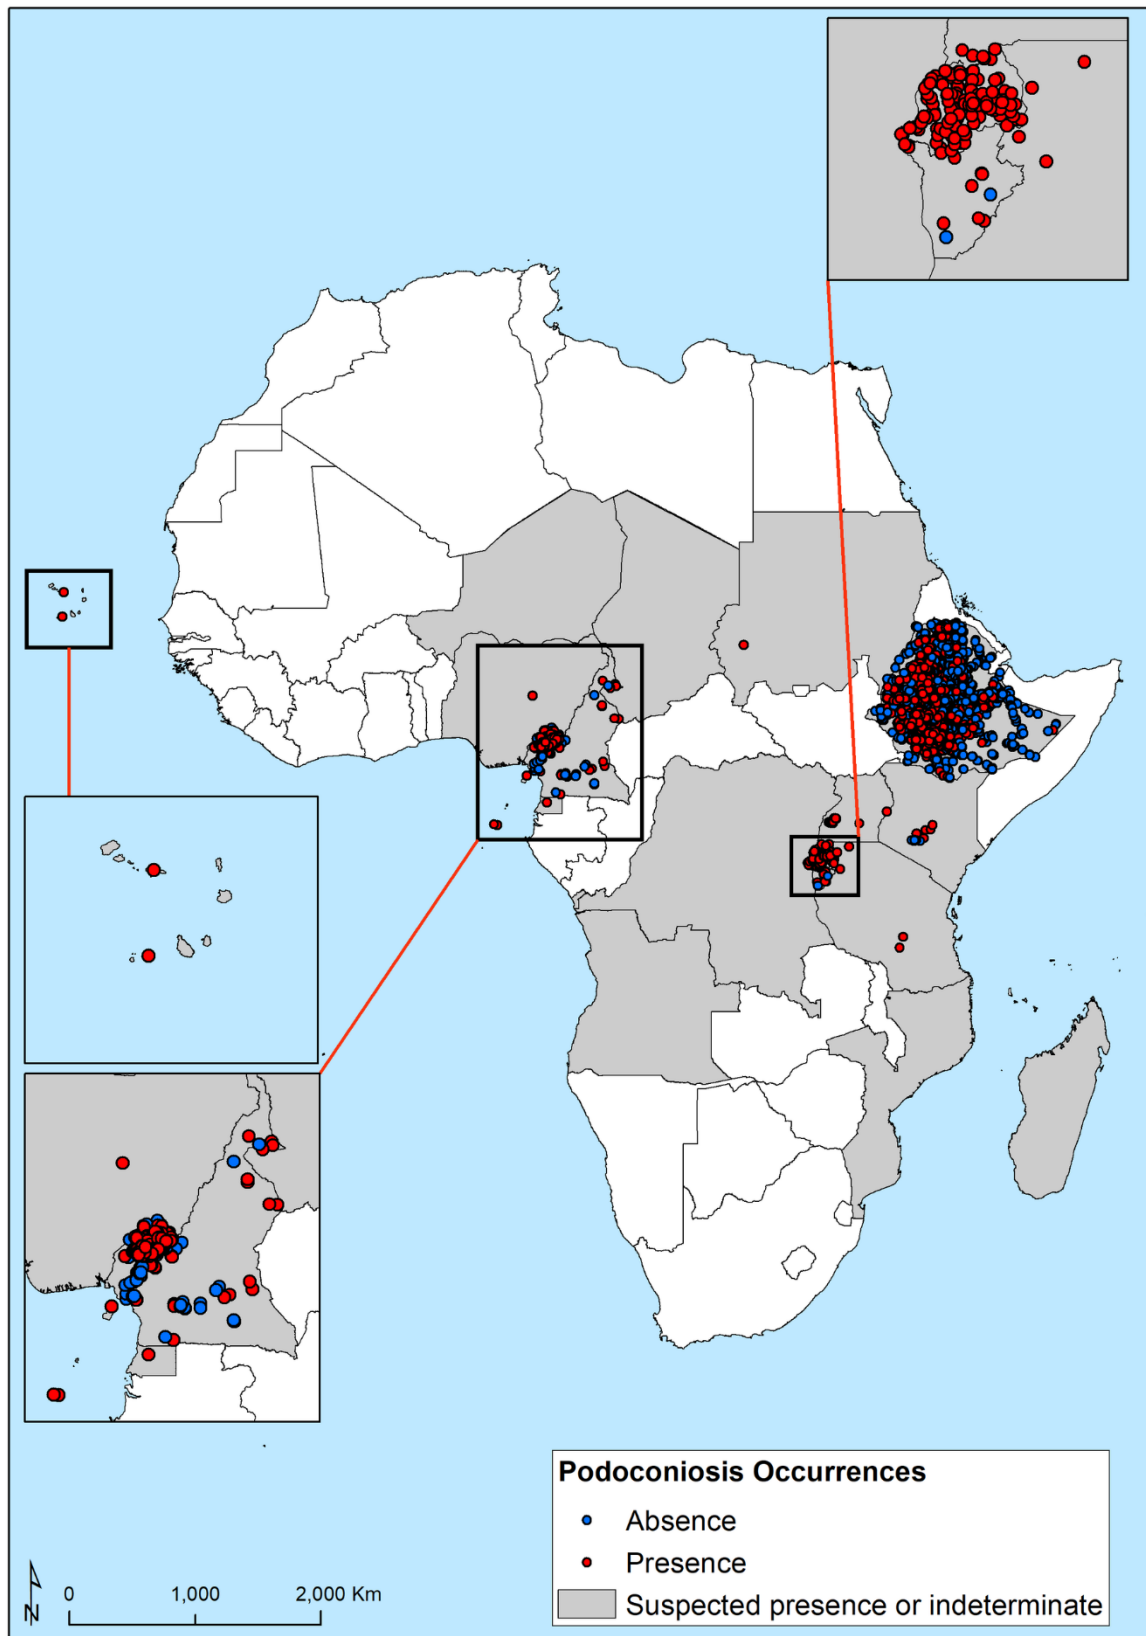 Podoconiosis Occurrences
Absence
Presence
Suspected presence or indeterminate
N
0 1,000 2,000 Km